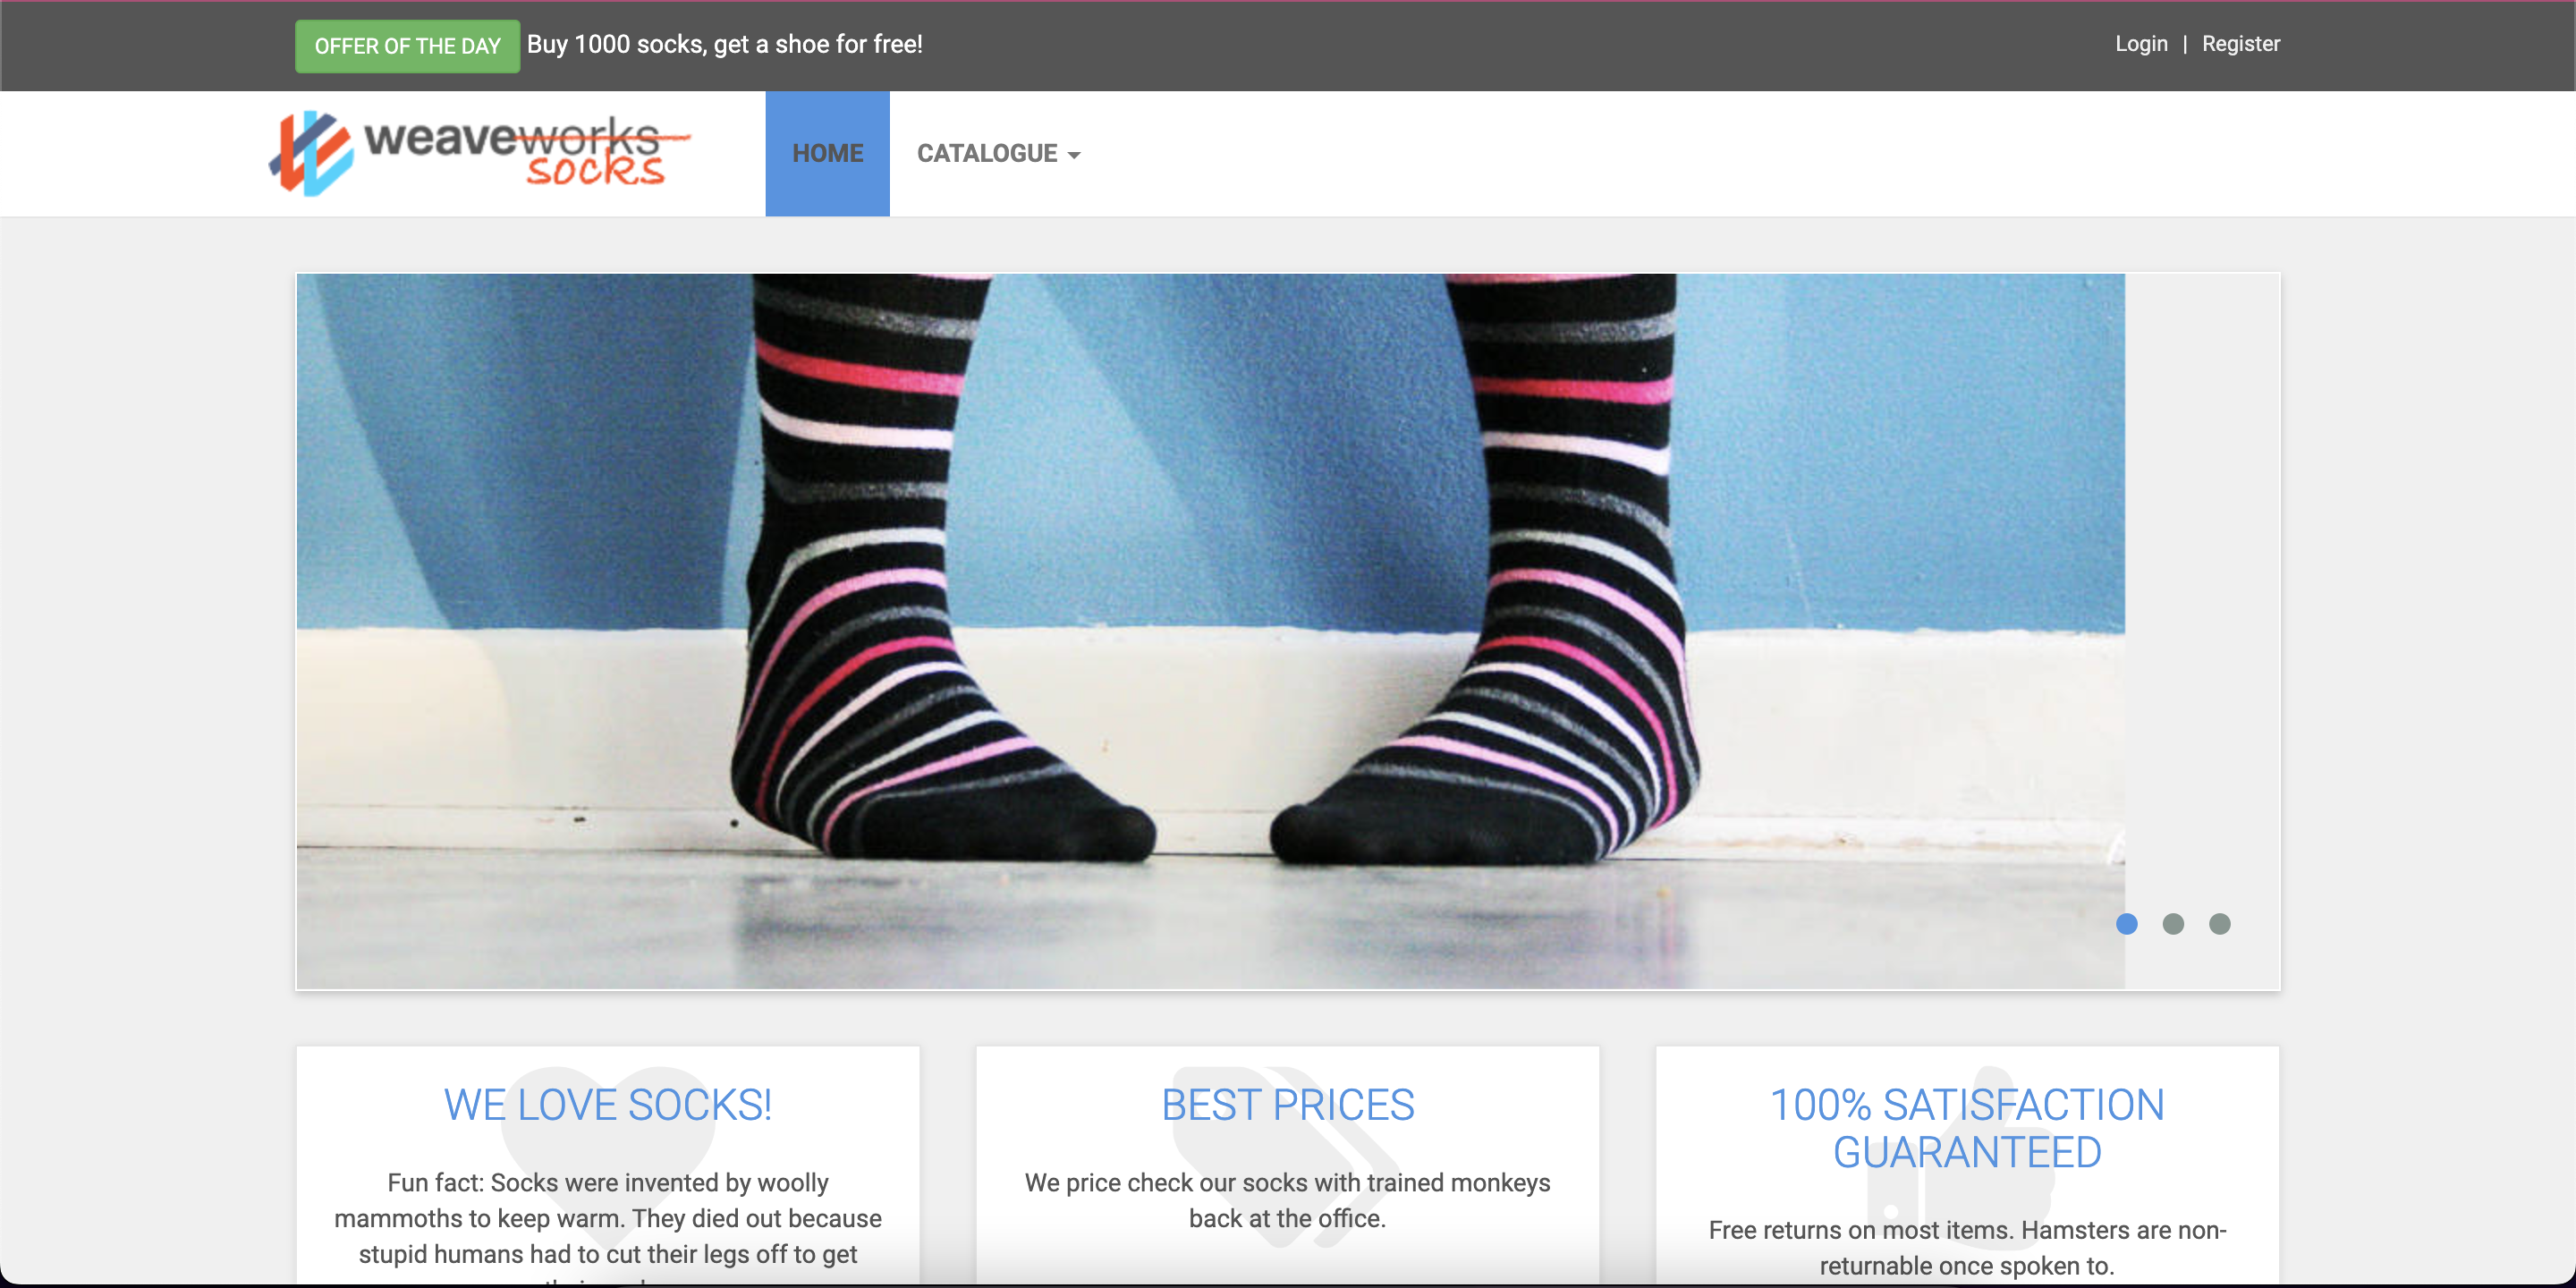 OFFER OF THE DAY Buy 1000 socks, get a shoe for free!
Login | Register
weaveworks
socks
HOME
CATALOGUE
WE LOVE SOCKS!
Fun fact: Socks were invented by woolly
mammoths to keep warm. They died out because
stupid humans had to cut their legs off to get
BEST PRICES
We price check our socks with trained monkeys
back at the office.
100% SATISFACTION
GUARANTEED
Free returns on most items. Hamsters are non-
returnable once spoken to.